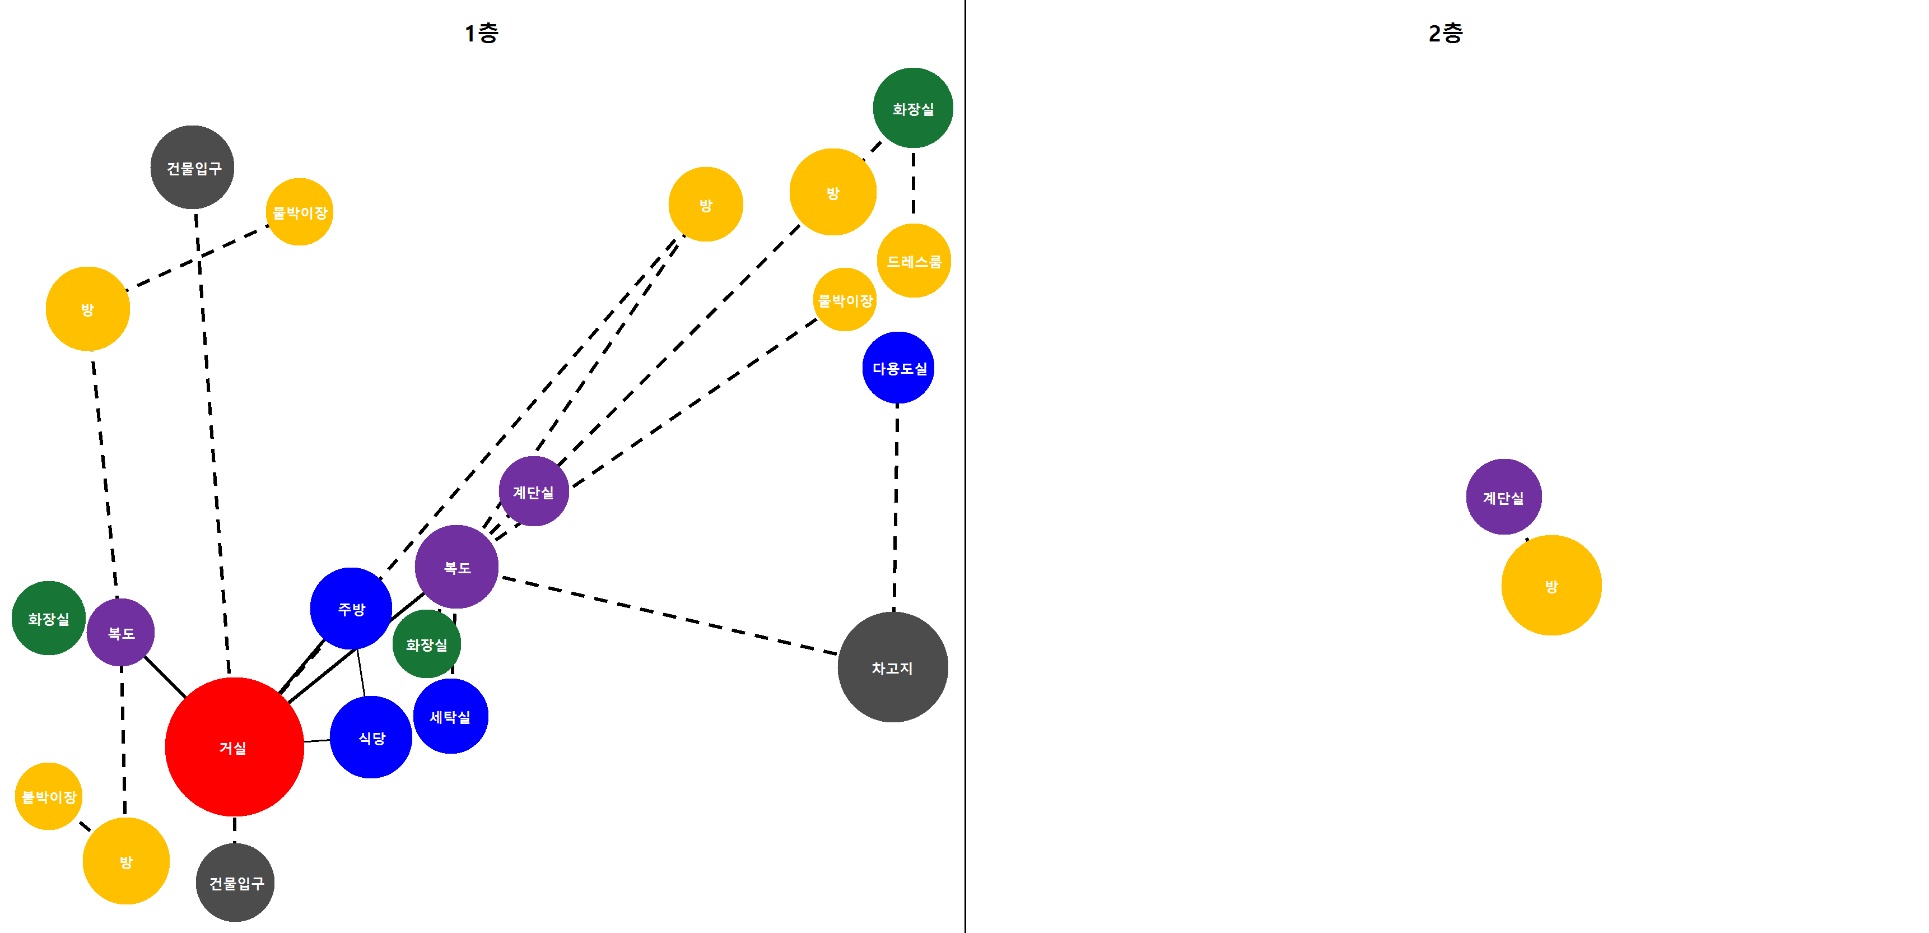 1층
2층
화장실
건물입구
방
방
붙박이장
드레스룸
붙박이장
방
다용도실
계단실
계단실
복도
방
주방
화장실
복도
화장실
차고지
세탁실
식당
거실
붙박이장
방
건물입구